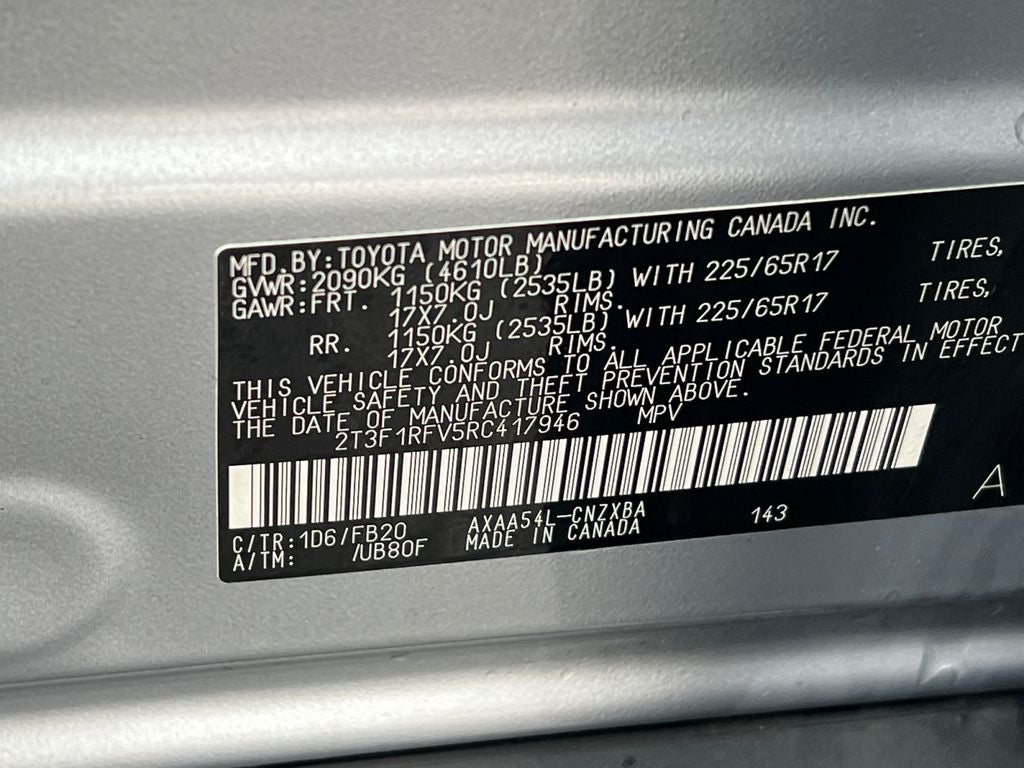 MFD.BY:TOYOTA MOTOR MANUFACTURING CANADA INC.
GVWR:2090KG (4610LB)
GAWR:FRT. 1150KG (2535LB) WITH 225/65R17 TIRES,
17X7.0J RIMS.
RR. 1150KG (2535LB) WITH 225/65R17 TIRES,
17X7.0J RIMS.
THIS VEHICLE CONFORMS TO ALL APPLICABLE FEDERAL MOTOR
VEHICLE SAFETY AND THEFT PREVENTION STANDARDS IN EFFECT
THE DATE OF MANUFACTURE SHOWN ABOVE.
2T3F1RFV5RC417946 MPV
C/TR:1D6/FB20 AXAA54L-CNZXBA 143 A
A/TM: /UB80F MADE IN CANADA